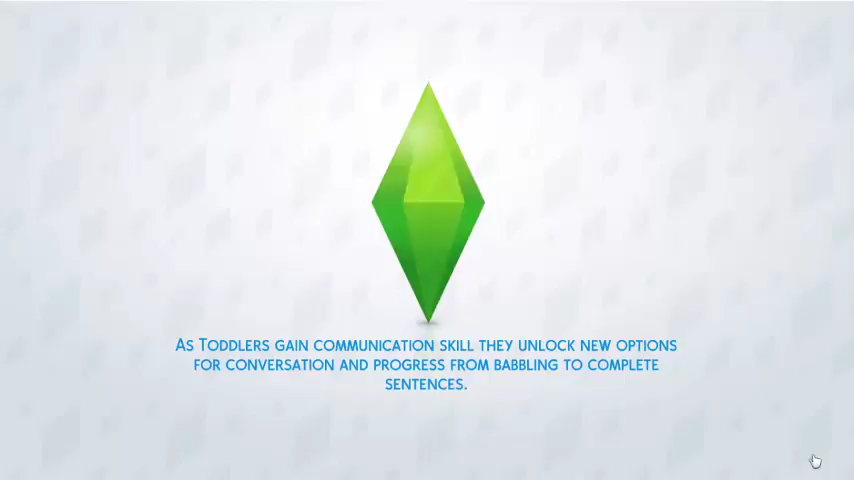 As Toddlers gain communication skill they unlock new options
for conversation and progress from babbling to complete
sentences.